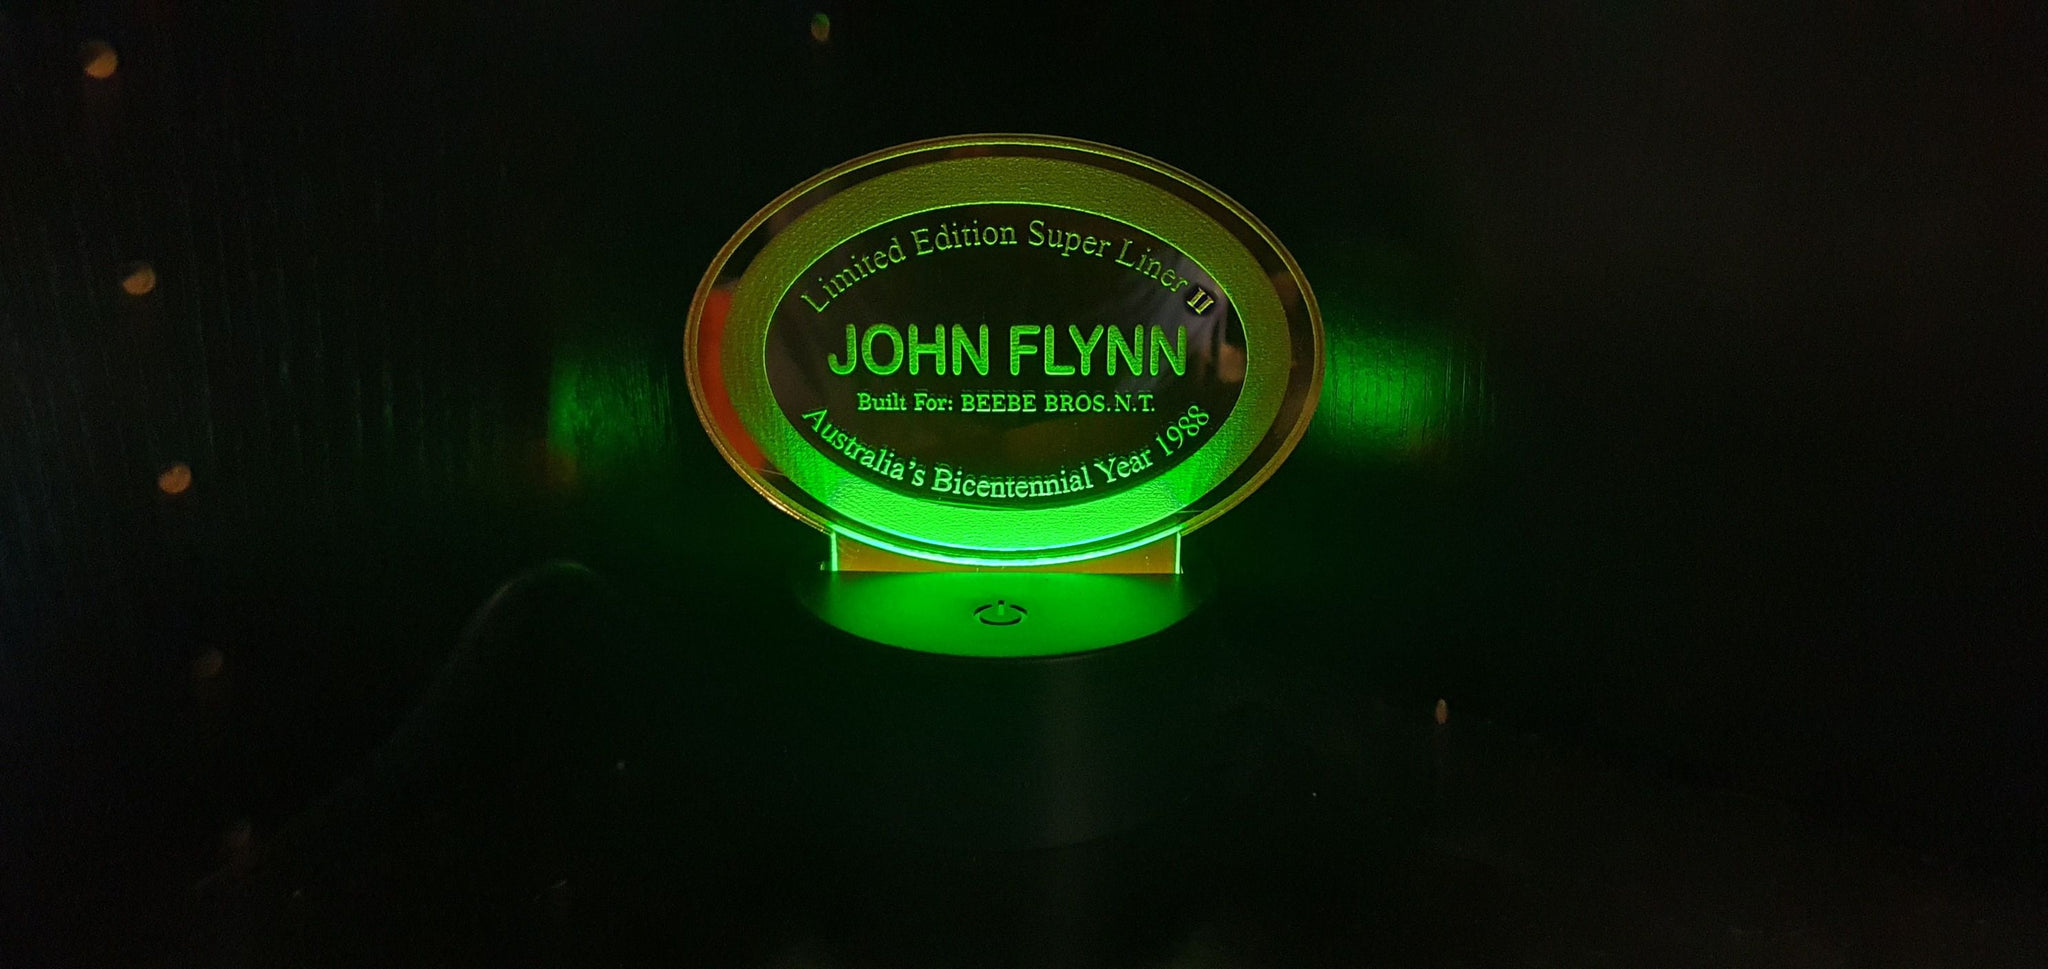 Limited Edition Super Liner II
JOHN FLYNN
Built For: BEEBE BROS. N.T.
Australia's Bicentennial Year 1988